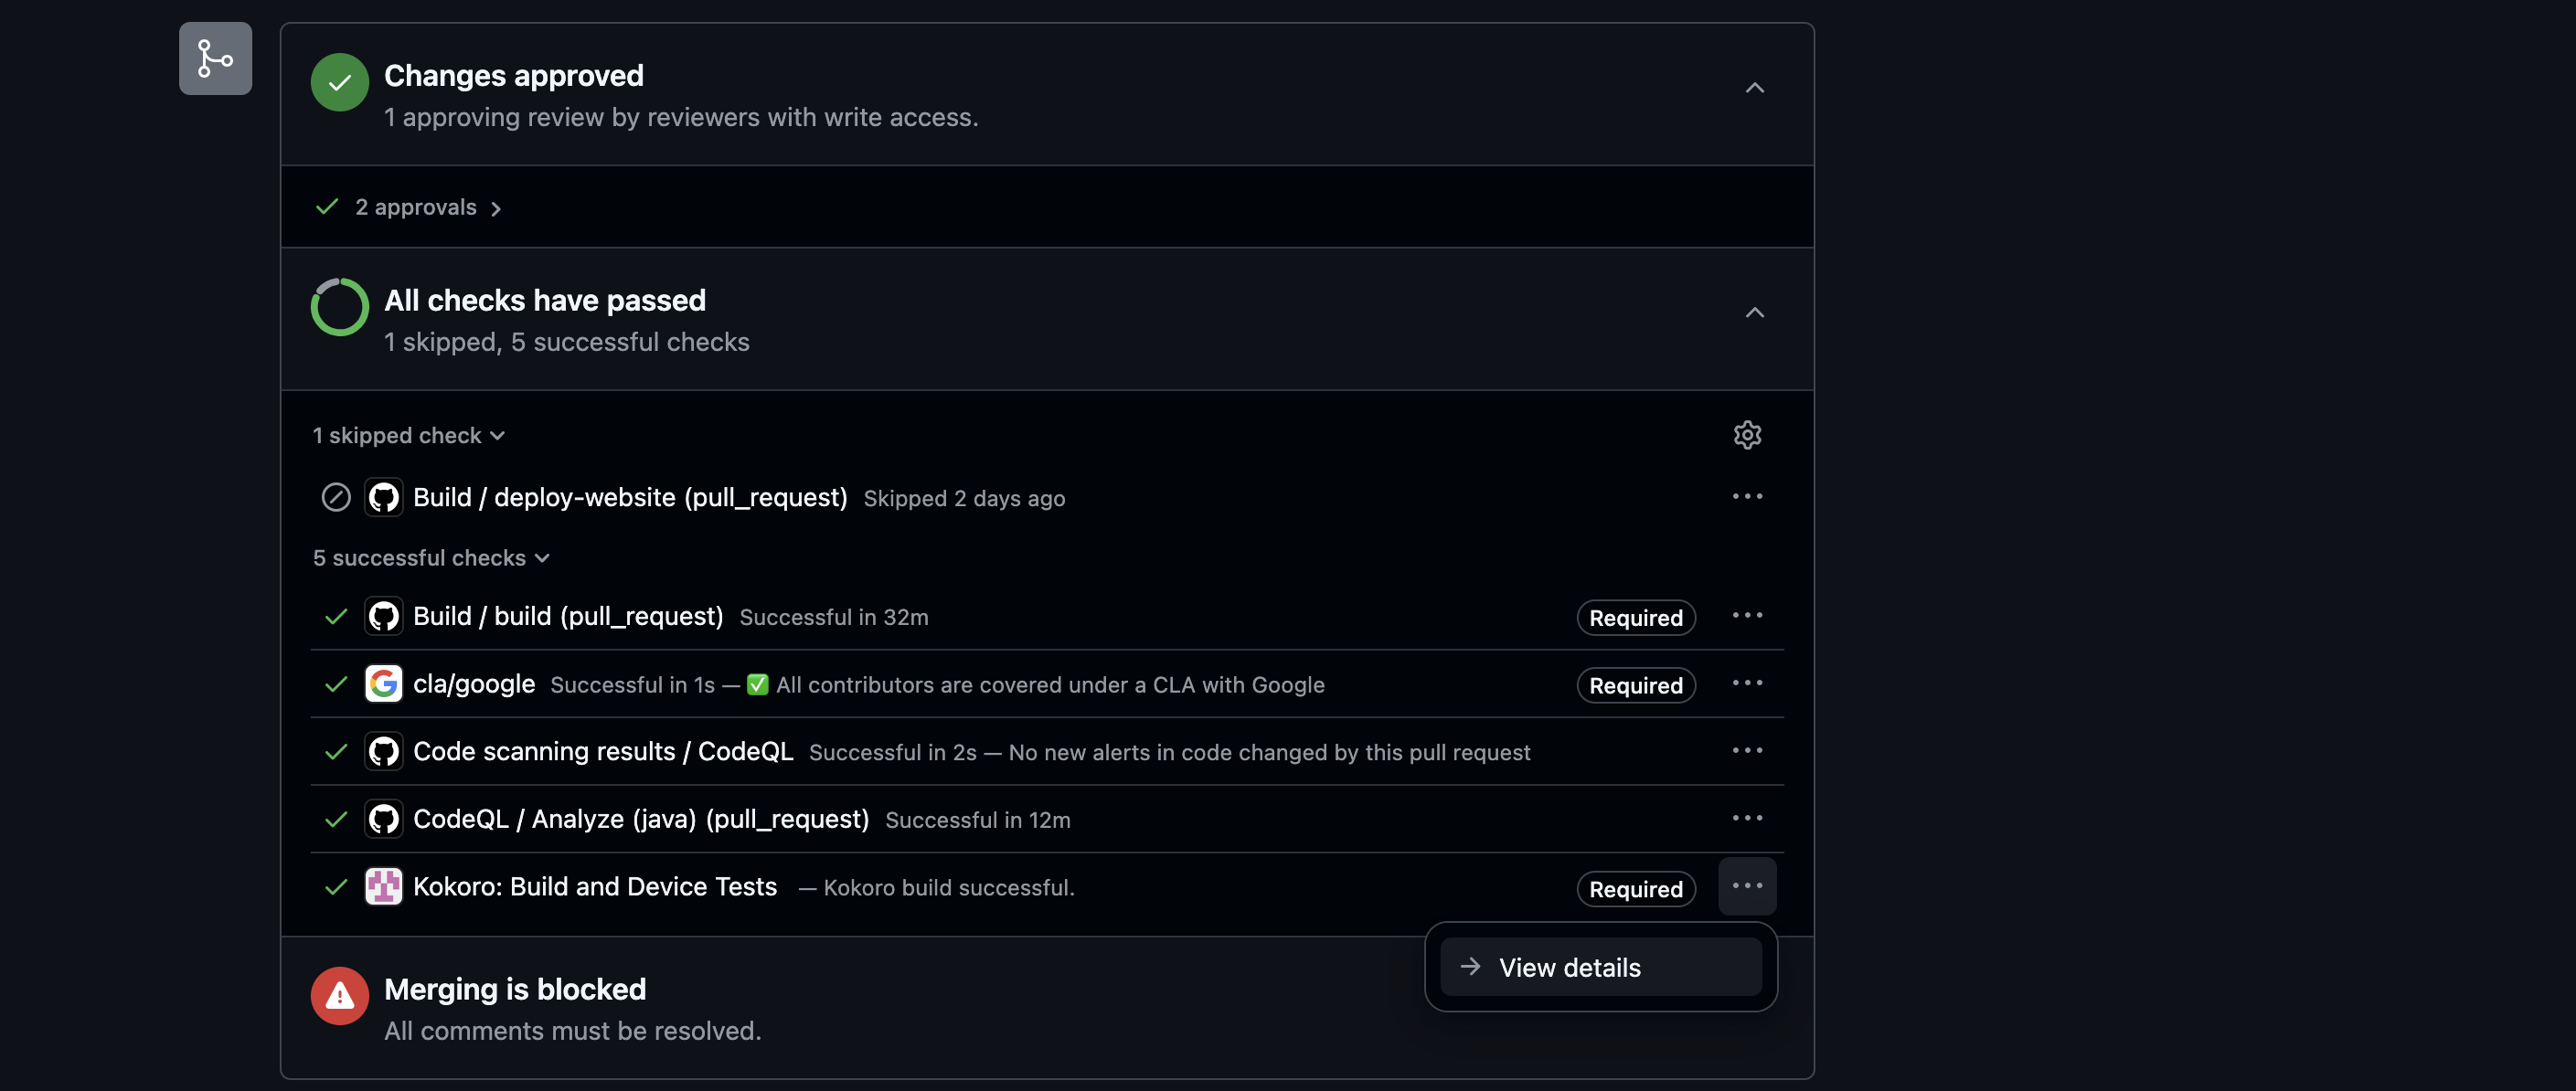 Changes approved
1 approving review by reviewers with write access.
2 approvals
All checks have passed
1 skipped, 5 successful checks
1 skipped check
Build / deploy-website (pull_request) Skipped 2 days ago
5 successful checks
Build / build (pull_request) Successful in 32m Required
cla/google Successful in 1s — ✅ All contributors are covered under a CLA with Google Required
Code scanning results / CodeQL Successful in 2s — No new alerts in code changed by this pull request
CodeQL / Analyze (java) (pull_request) Successful in 12m
Kokoro: Build and Device Tests — Kokoro build successful. Required
View details
Merging is blocked
All comments must be resolved.